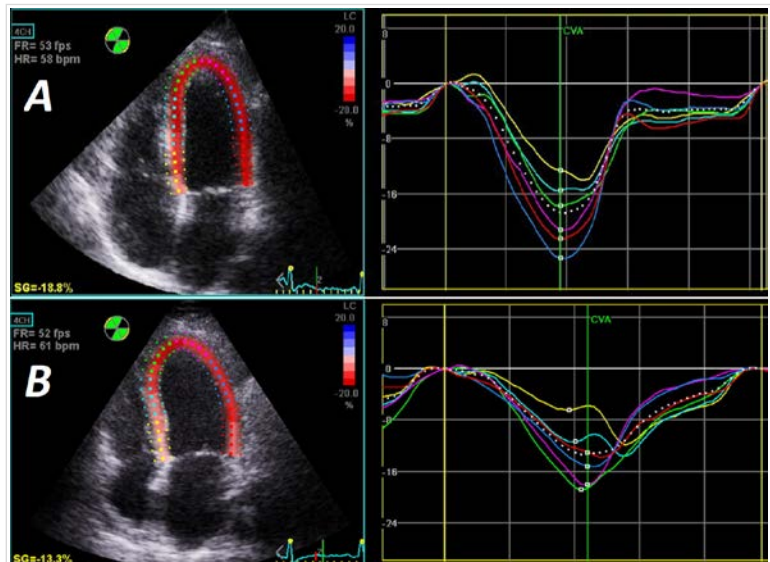 4CH
FR= 53 fps
HR= 58 bpm
A
LC
20.0
-20.0
%
SG=-18.8%
CVA
0
-8
-16
-24
4CH
FR= 52 fps
HR= 61 bpm
B
LC
20.0
-20.0
%
SG=-13.3%
8
CVA
0
-8
-16
-24